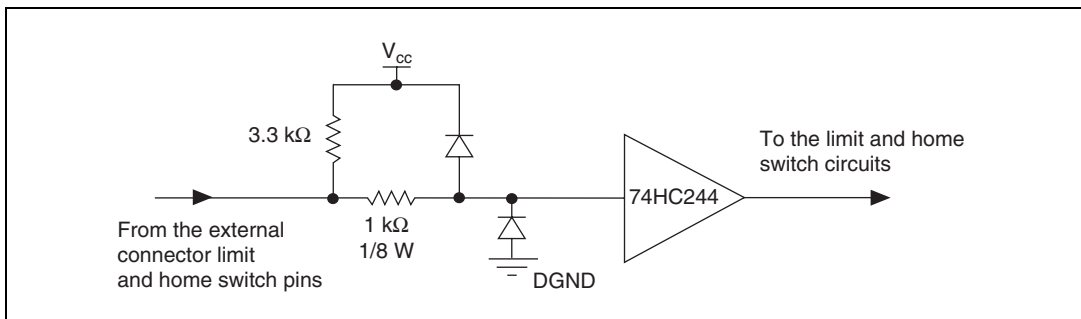 Vcc
3.3 kΩ
1 kΩ
1/8 W
From the external
connector limit
and home switch pins
DGND
74HC244
To the limit and home
switch circuits